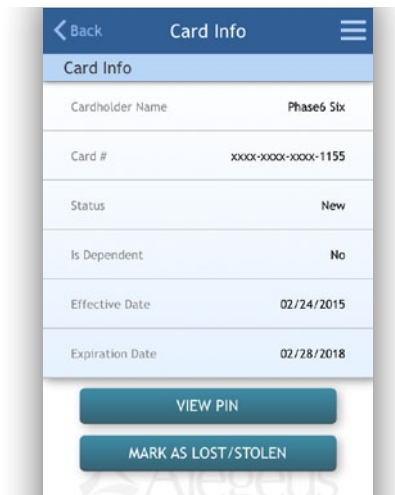 Back Card Info
Card Info
Cardholder Name Phase6 Six
Card # xxxx-xxxx-xxxx-1155
Status New
Is Dependent No
Effective Date 02/24/2015
Expiration Date 02/28/2018
VIEW PIN
MARK AS LOST/STOLEN
Alegeus